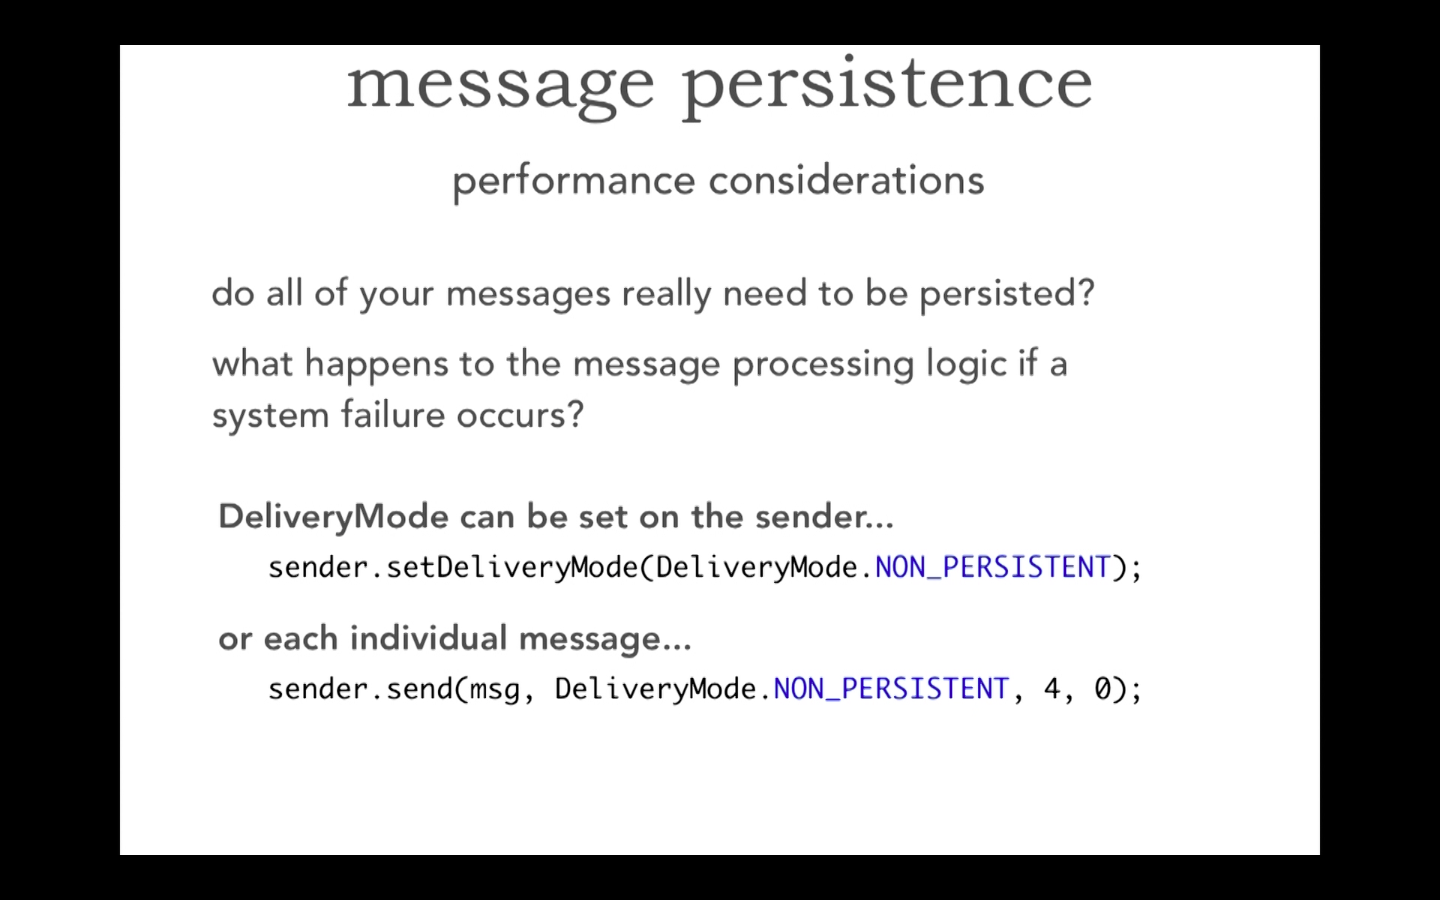 message persistence
performance considerations
do all of your messages really need to be persisted?
what happens to the message processing logic if a
system failure occurs?
DeliveryMode can be set on the sender...
sender.setDeliveryMode(DeliveryMode.NON_PERSISTENT);
or each individual message...
sender.send(msg, DeliveryMode.NON_PERSISTENT, 4, 0);